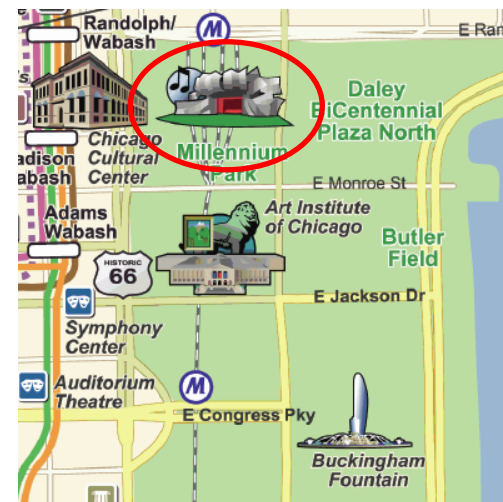 Randolph/
Wabash
M
E Ran
Daley
BiCentennial
Plaza North
Chicago
Cultural
Center
adison
abash
Millennium
Park
E Monroe St
Adams
Wabash
Art Institute
of Chicago
Butler
Field
HISTORIC
66
E Jackson Dr
Symphony
Center
Auditorium
Theatre
M
E Congress Pky
Buckingham
Fountain